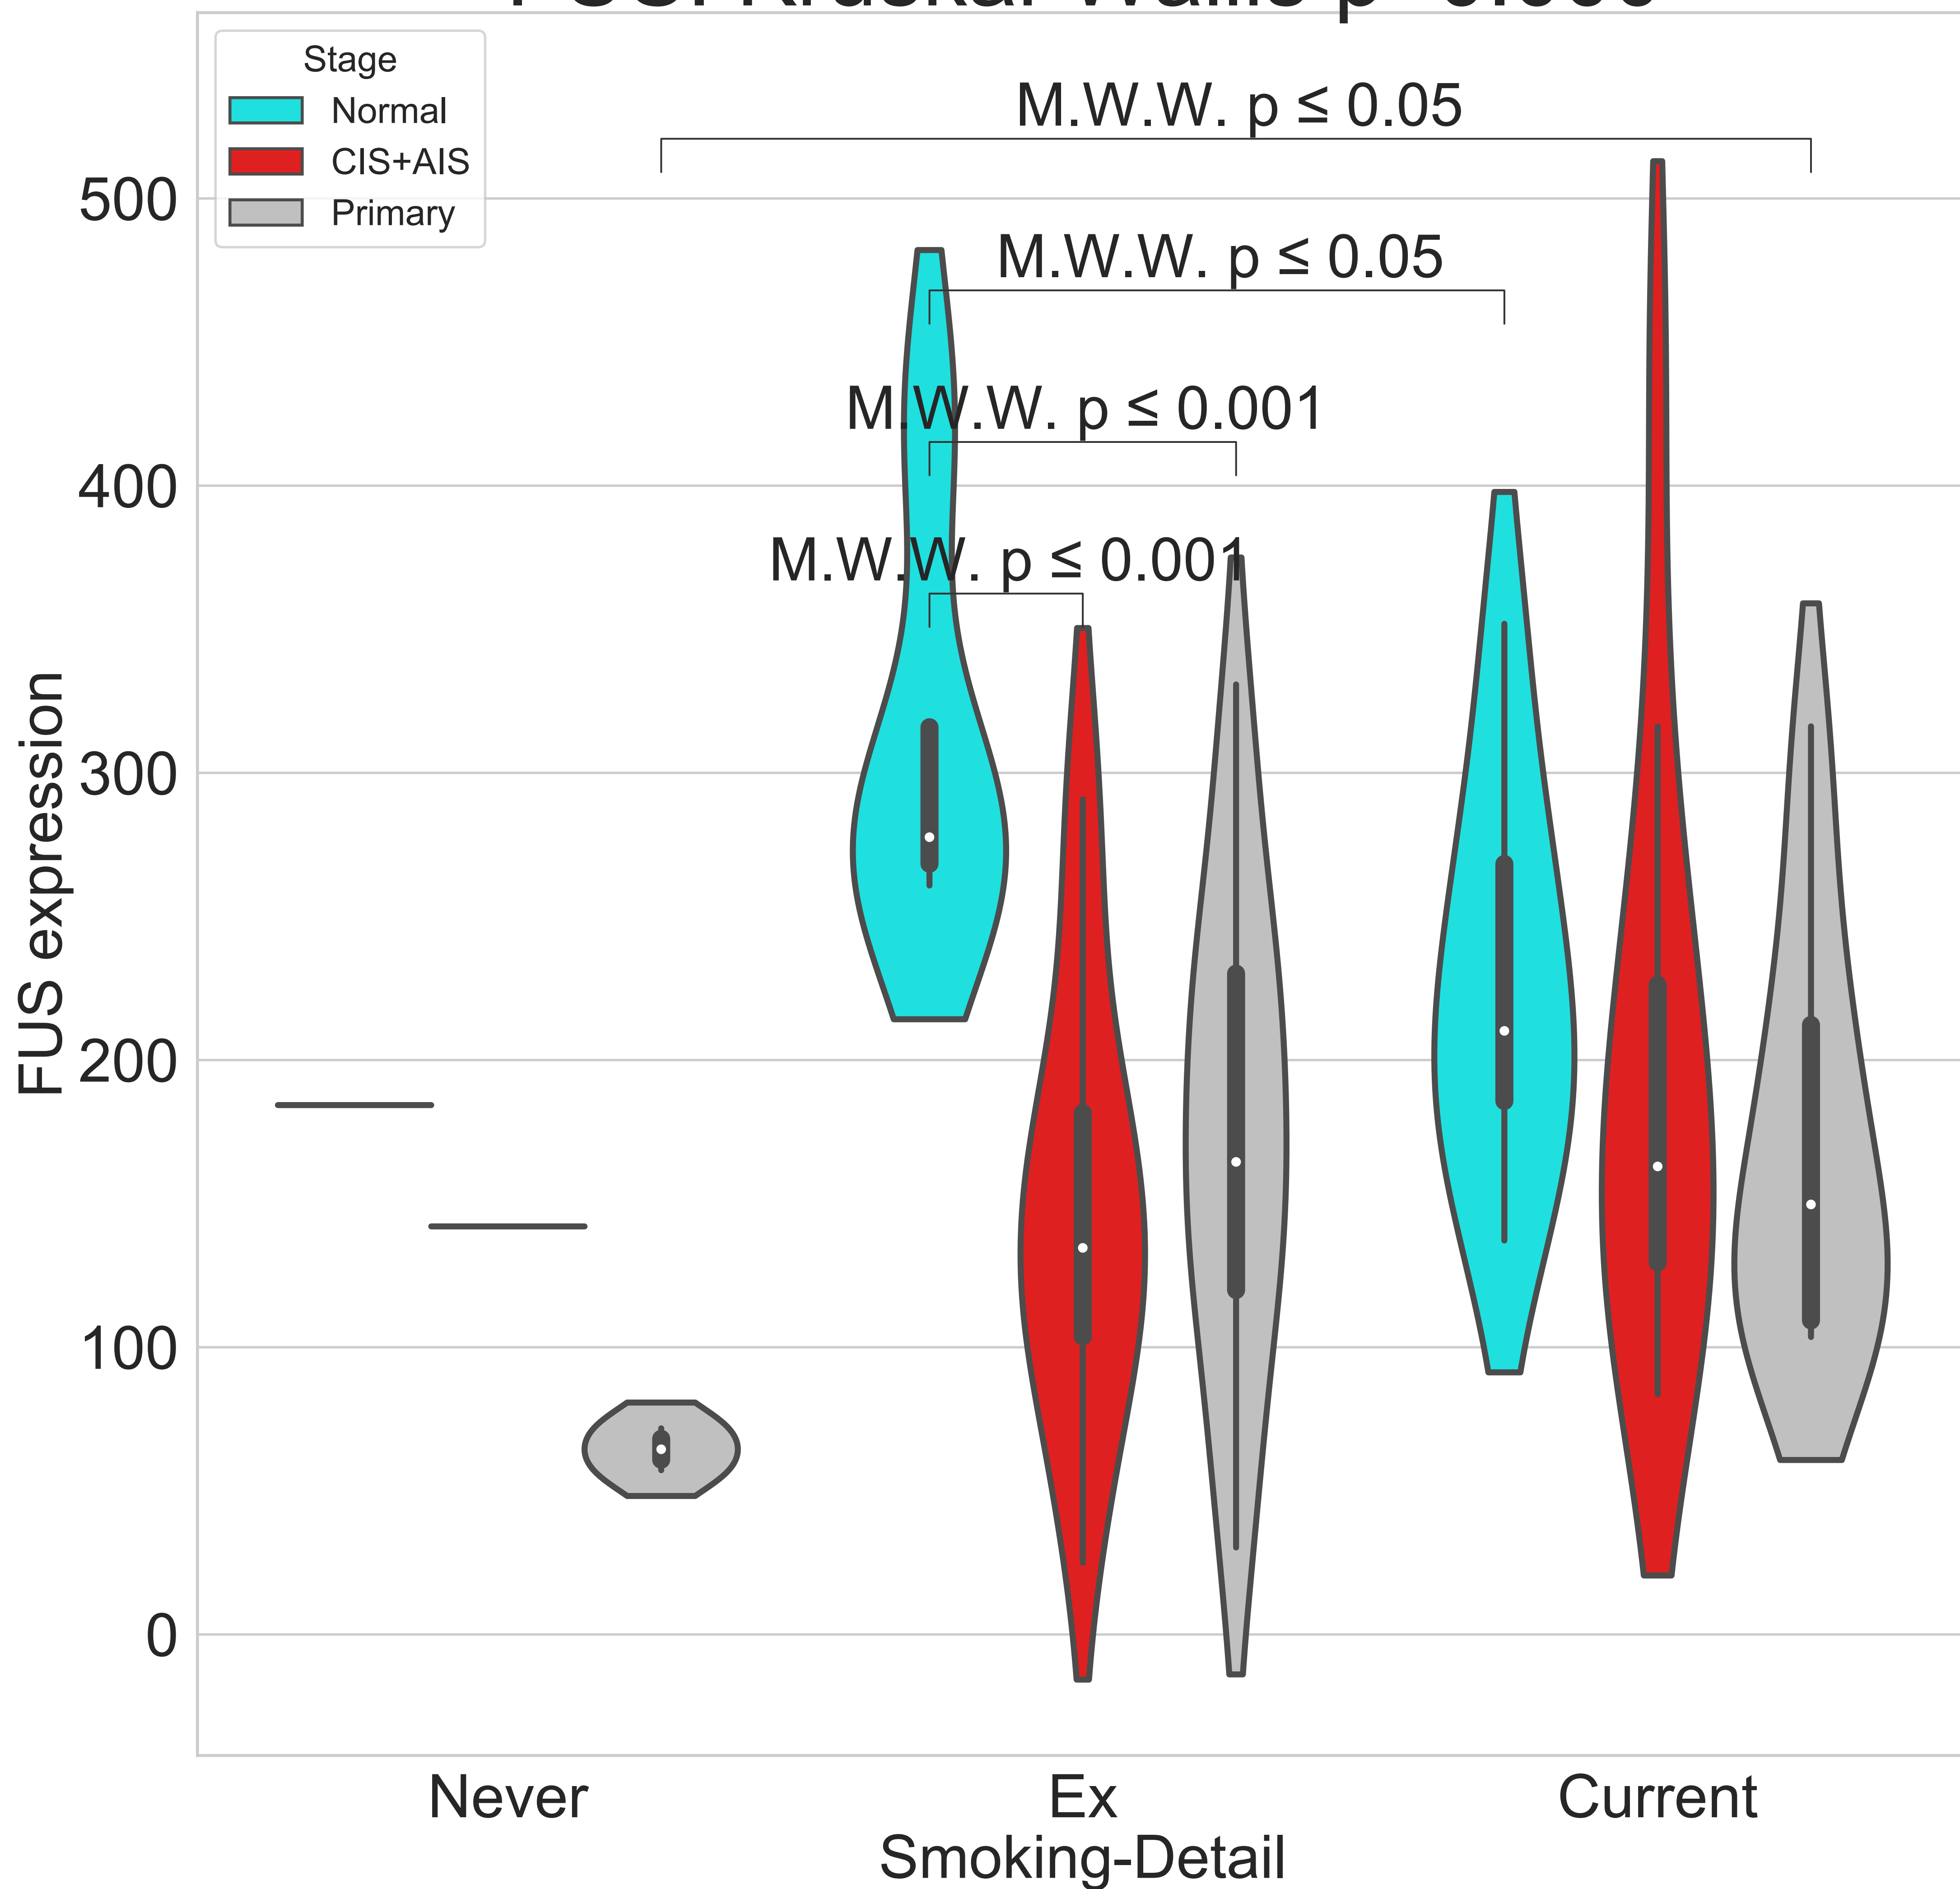 Stage
Normal
CIS+AIS
Primary
M.W.W. p ≤ 0.05
M.W.W. p ≤ 0.05
M.W.W. p ≤ 0.001
M.W.W. p ≤ 0.001
500
400
300
200
100
0
FUS expression
Never
Ex
Current
Smoking-Detail